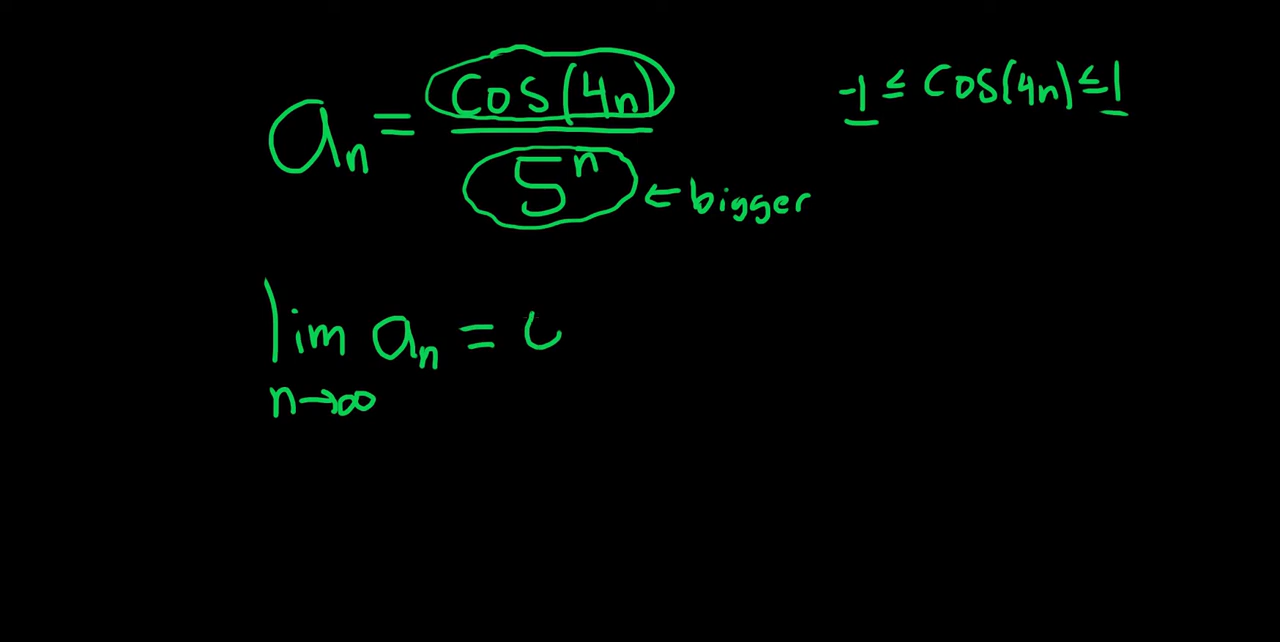 aₙ = cos(4n) / 5ⁿ ← bigger
-1 ≤ cos(4n) ≤ 1
lim aₙ =
n→∞